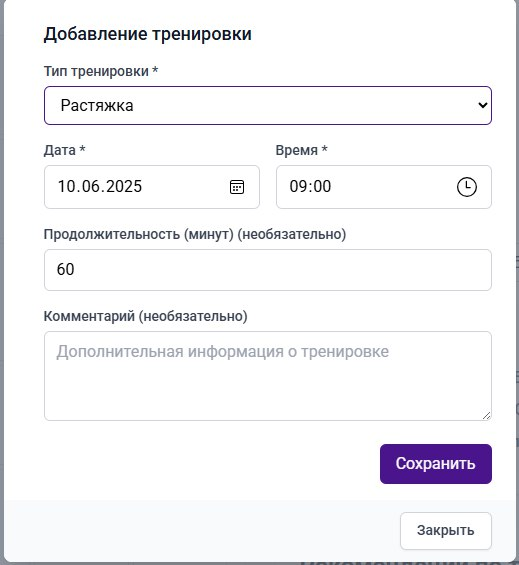 Добавление тренировки
Тип тренировки *
Растяжка
Дата * Время *
10.06.2025 09:00
Продолжительность (минут) (необязательно)
60
Комментарий (необязательно)
Дополнительная информация о тренировке
Сохранить
Закрыть